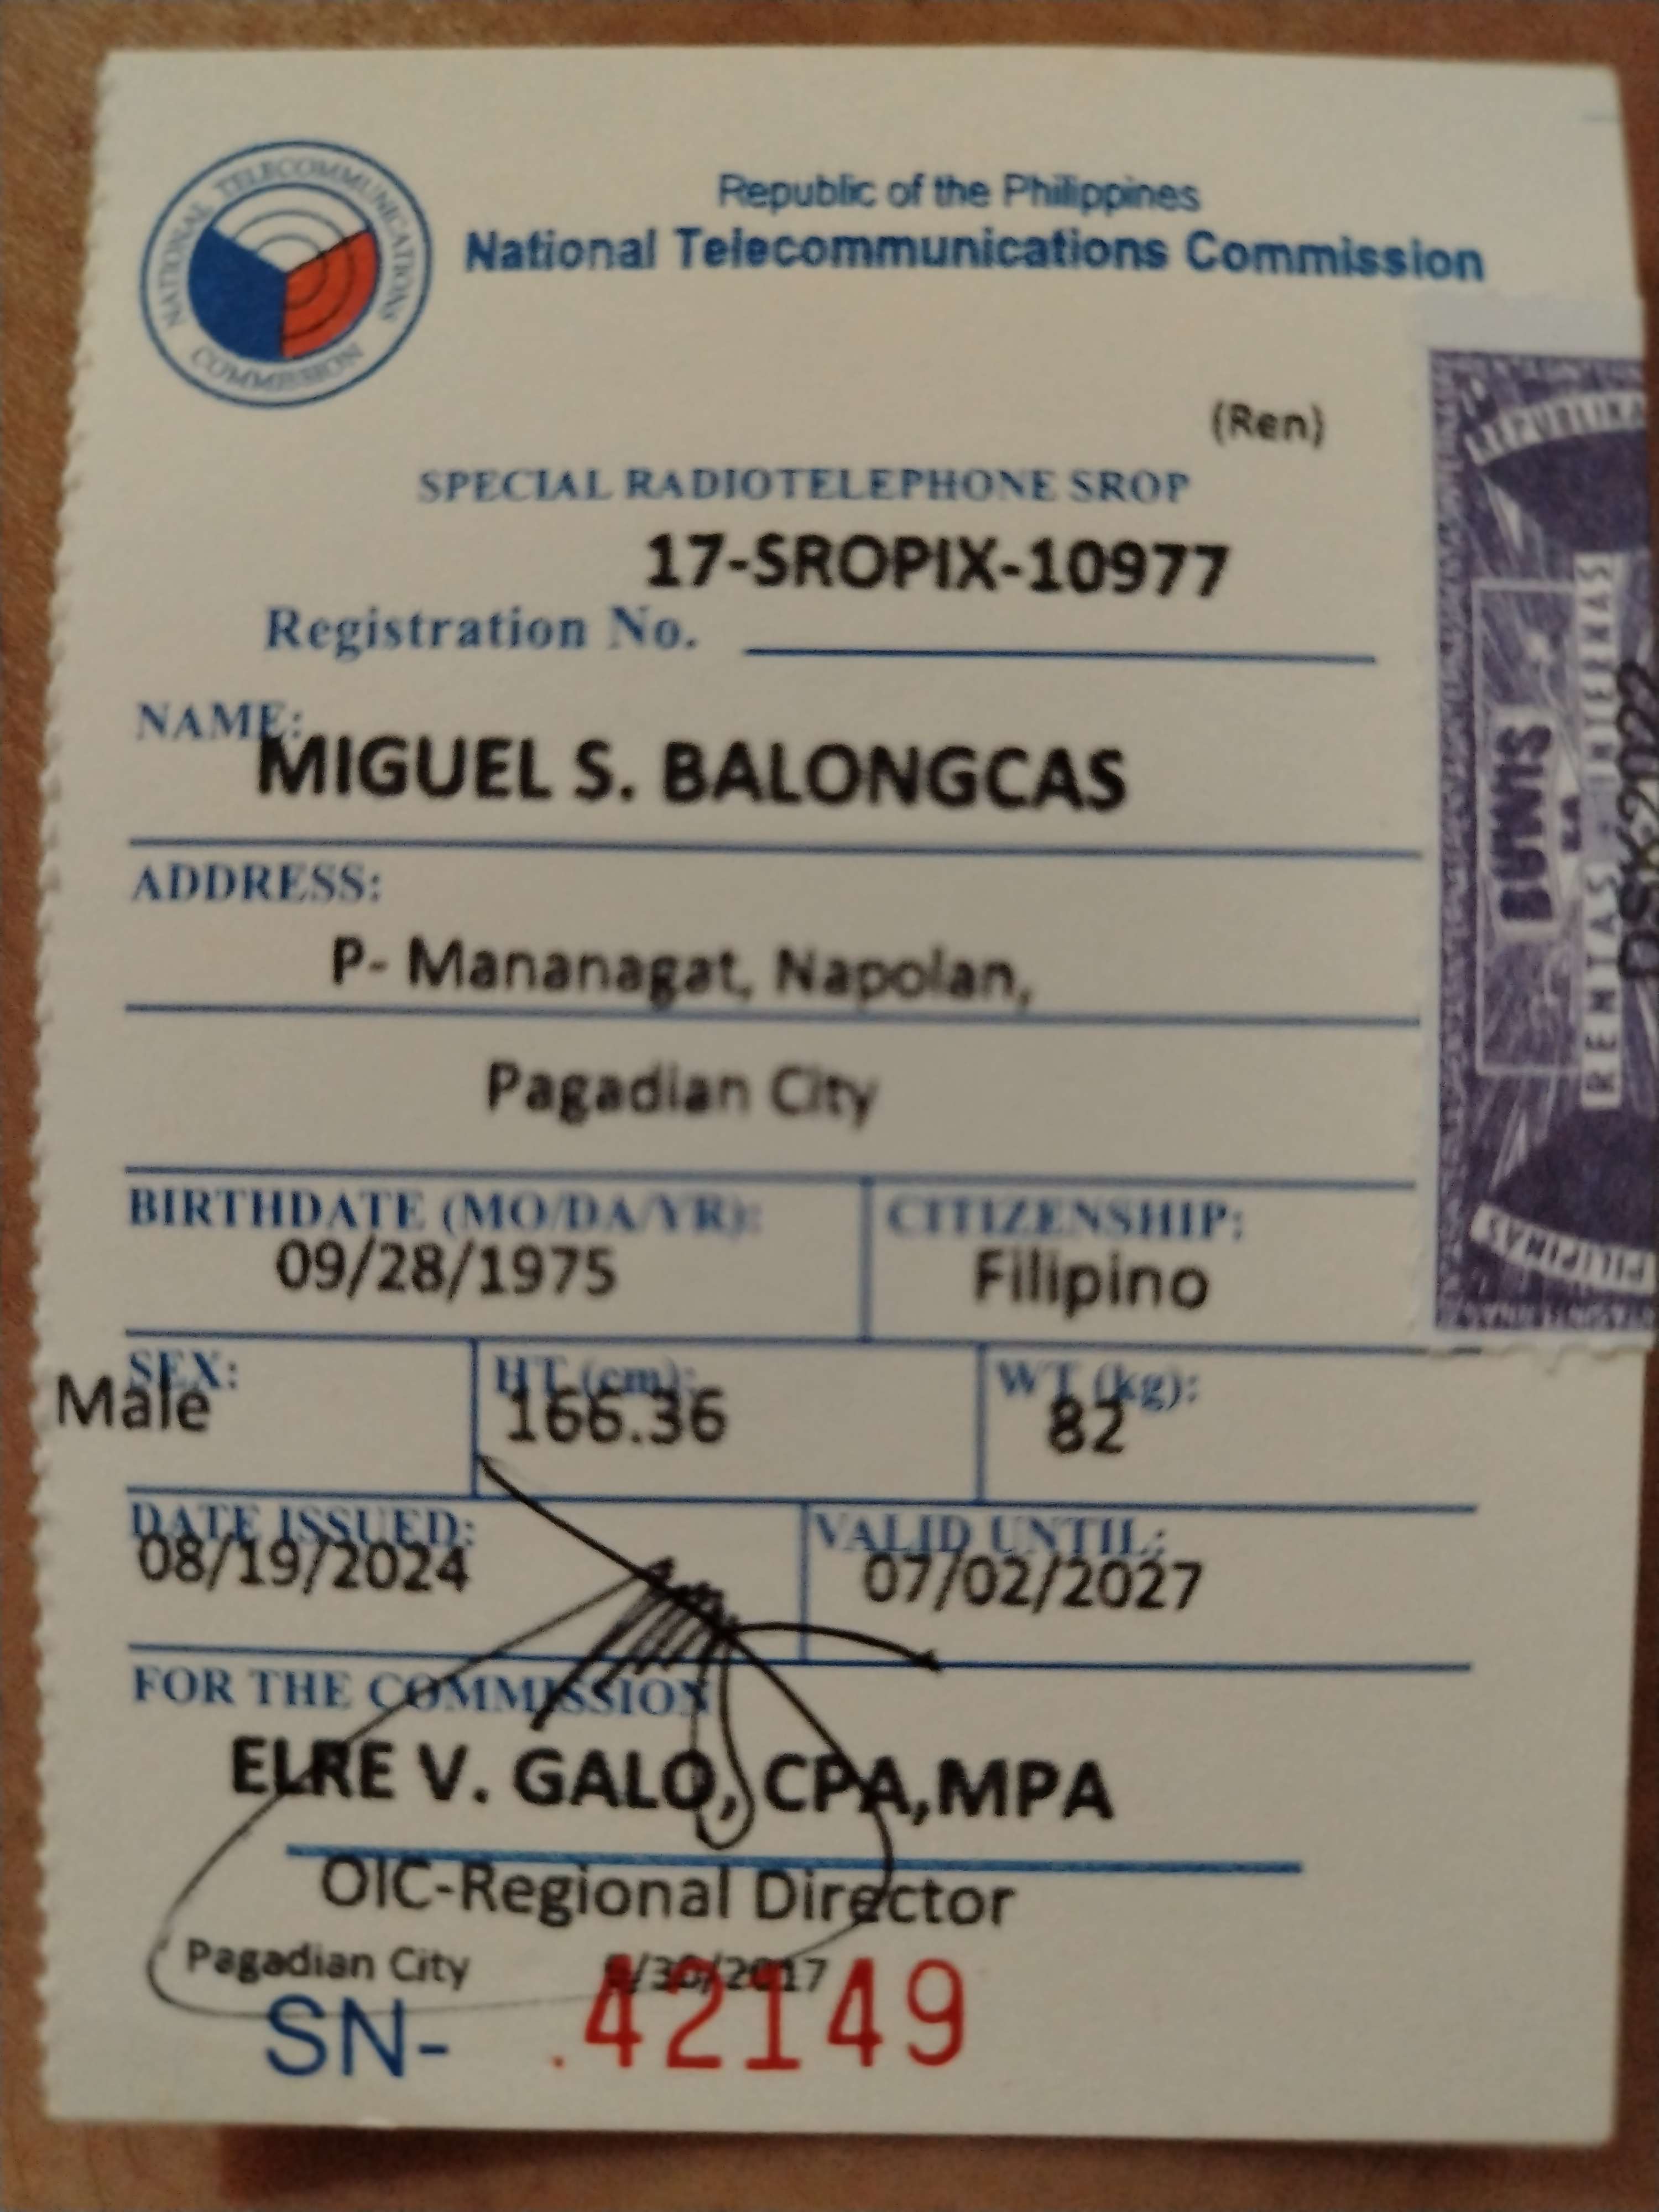 NATIONAL TELECOMMUNICATIONS COMMISSION
Republic of the Philippines
National Telecommunications Commission
(Ren)
SPECIAL RADIOTELEPHONE SROP
17-SROPIX-10977
Registration No.
NAME:
MIGUEL S. BALONGCAS
ADDRESS:
P- Mananagat, Napolan,
Pagadian City
BIRTHDATE (MO/DA/YR): CITIZENSHIP:
09/28/1975 Filipino
SEX: HT (cm): WT (kg):
Male 166.36 82
DATE ISSUED: VALID UNTIL:
08/19/2024 07/02/2027
FOR THE COMMISSION
ELRE V. GALO, CPA,MPA
OIC-Regional Director
Pagadian City /30/2017
SN- .42149
REPUBLIKA
PILIPINAS
BUWIS
SA
RENTAS INTERNAS